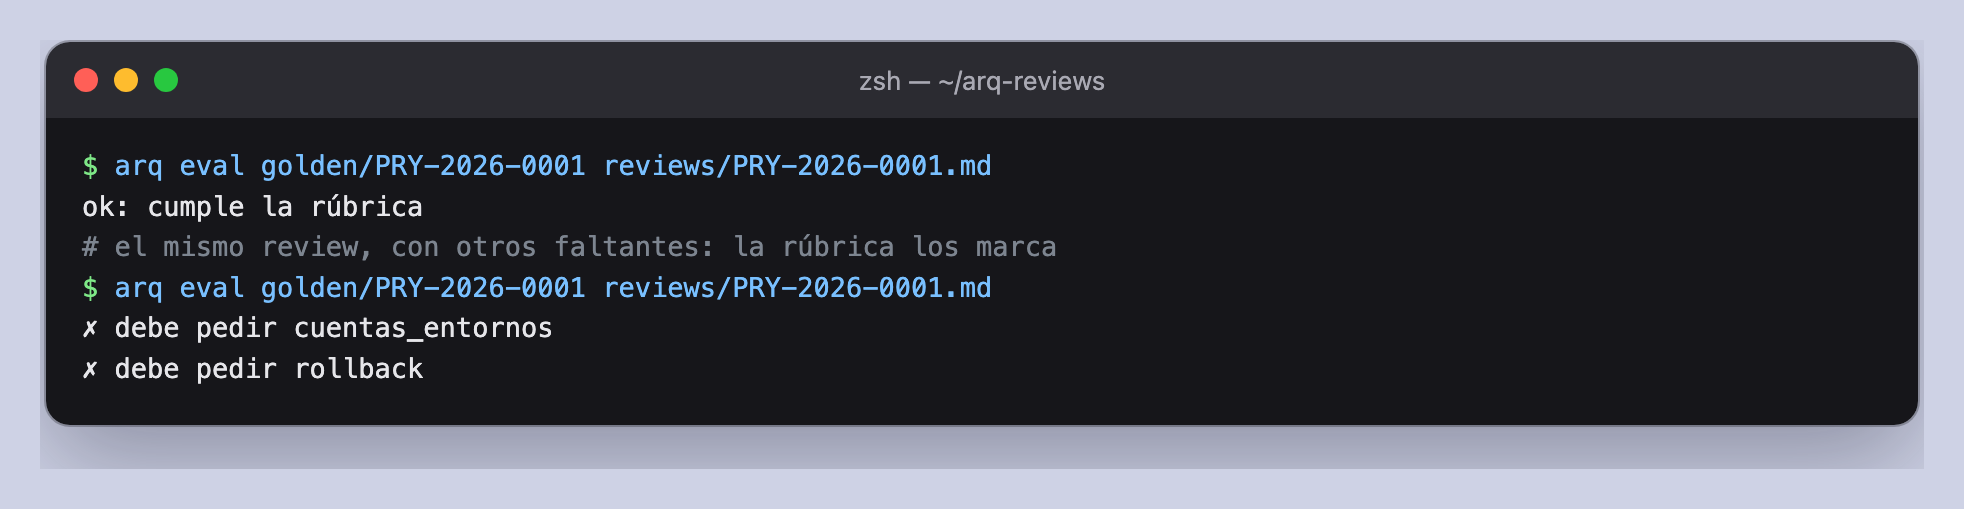 zsh — ~/arq-reviews
$ arq eval golden/PRY-2026-0001 reviews/PRY-2026-0001.md
ok: cumple la rúbrica
# el mismo review, con otros faltantes: la rúbrica los marca
$ arq eval golden/PRY-2026-0001 reviews/PRY-2026-0001.md
✗ debe pedir cuentas_entornos
✗ debe pedir rollback